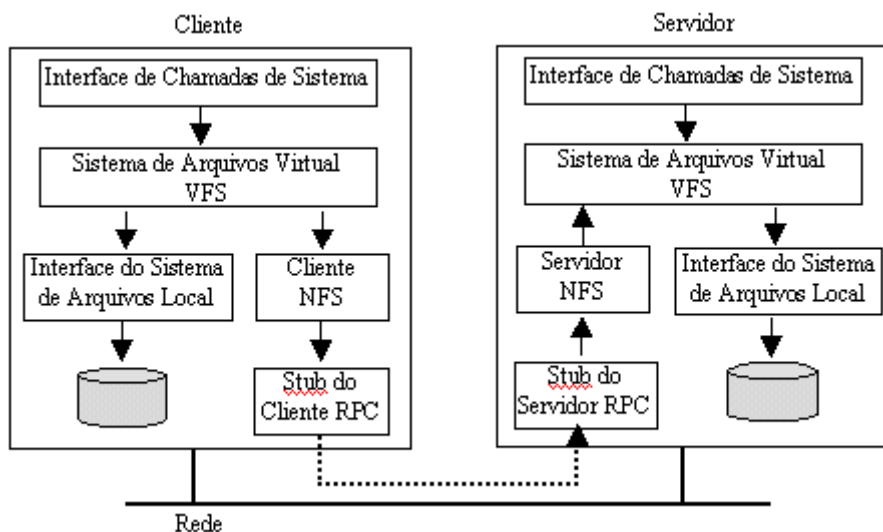 Cliente
Servidor
Interface de Chamadas de Sistema
Interface de Chamadas de Sistema
Sistema de Arquivos Virtual
VFS
Sistema de Arquivos Virtual
VFS
Interface do Sistema
de Arquivos Local
Cliente
NFS
Servidor
NFS
Interface do Sistema
de Arquivos Local
Stub do
Cliente RPC
Stub do
Servidor RPC
Rede